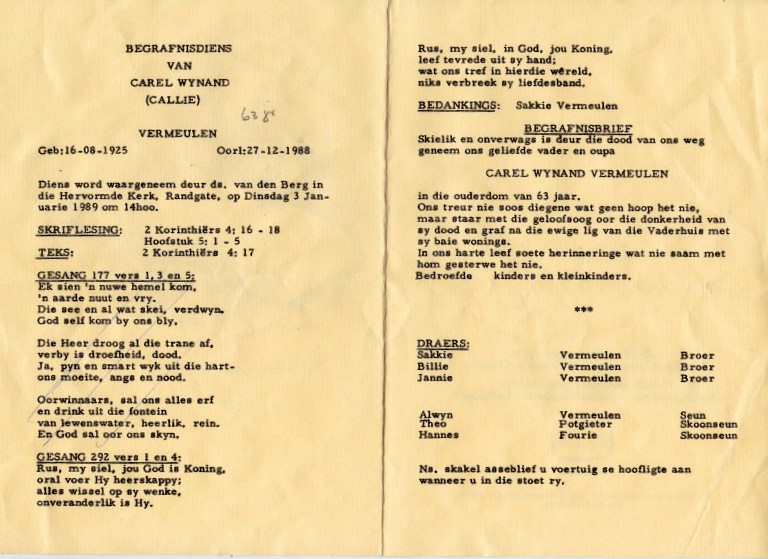 BEGRAFNISDIENS
VAN
CAREL WYNAND
(CALLIE)
VERMEULEN
Geb:16-08-1925 Oorl:27-12-1988
Diens word waargeneem deur ds. van den Berg in
die Hervormde Kerk, Randgate, op Dinsdag 3 Jan-
uarie 1989 om 14hoo.
SKRIFLESING: 2 Korinthiërs 4: 16 - 18
Hoofstuk 5: 1 - 5
TEKS: 2 Korinthiërs 4: 17
GESANG 177 vers 1, 3 en 5:
Ek sien 'n nuwe hemel kom,
'n aarde nuut en vry.
Die see en al wat skei, verdwyn.
God self kom by ons bly.
Die Heer droog al die trane af,
verby is droefheid, dood.
Ja, pyn en smart wyk uit die hart-
ons moeite, angs en nood.
Oorwinnaars, sal ons alles erf
en drink uit die fontein
van lewenswater, heerlik, rein.
En God sal oor ons skyn.
GESANG 292 vers 1 en 4:
Rus, my siel, jou God is Koning,
oral voer Hy heerskappy;
alles wissel op sy wenke,
onveranderlik is Hy.
Rus, my siel, in God, jou Koning,
leef tevrede uit sy hand;
wat ons tref in hierdie wêreld,
niks verbreek sy liefdesband.
BEDANKINGS: Sakkie Vermeulen
BEGRAFNISBRIEF
Skielik en onverwags is deur die dood van ons weg
geneem ons geliefde vader en oupa
CAREL WYNAND VERMEULEN
in die ouderdom van 63 jaar.
Ons treur nie soos diegene wat geen hoop het nie,
maar staar met die geloofsoog oor die donkerheid van
sy dood en graf na die ewige lig van die Vaderhuis met
sy baie wonings.
In ons harte leef soete herinneringe wat nie saam met
hom gesterwe het nie.
Bedroefde kinders en kleinkinders.
***
DRAERS:
Sakkie Vermeulen Broer
Billie Vermeulen Broer
Jannie Vermeulen Broer
Alwyn Vermeulen Seun
Theo Potgieter Skoonseun
Hannes Fourie Skoonseun
Ns. skakel asseblief u voertuig se hoofligte aan
wanneer u in die stoet ry.